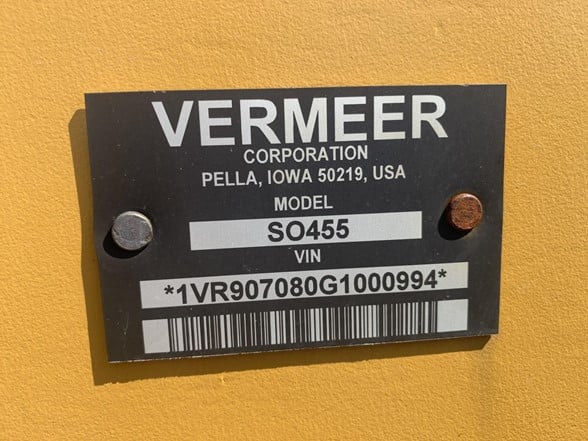 VERMEER
CORPORATION
PELLA, IOWA 50219, USA
MODEL
SO455
VIN
*1VR907080G1000994*